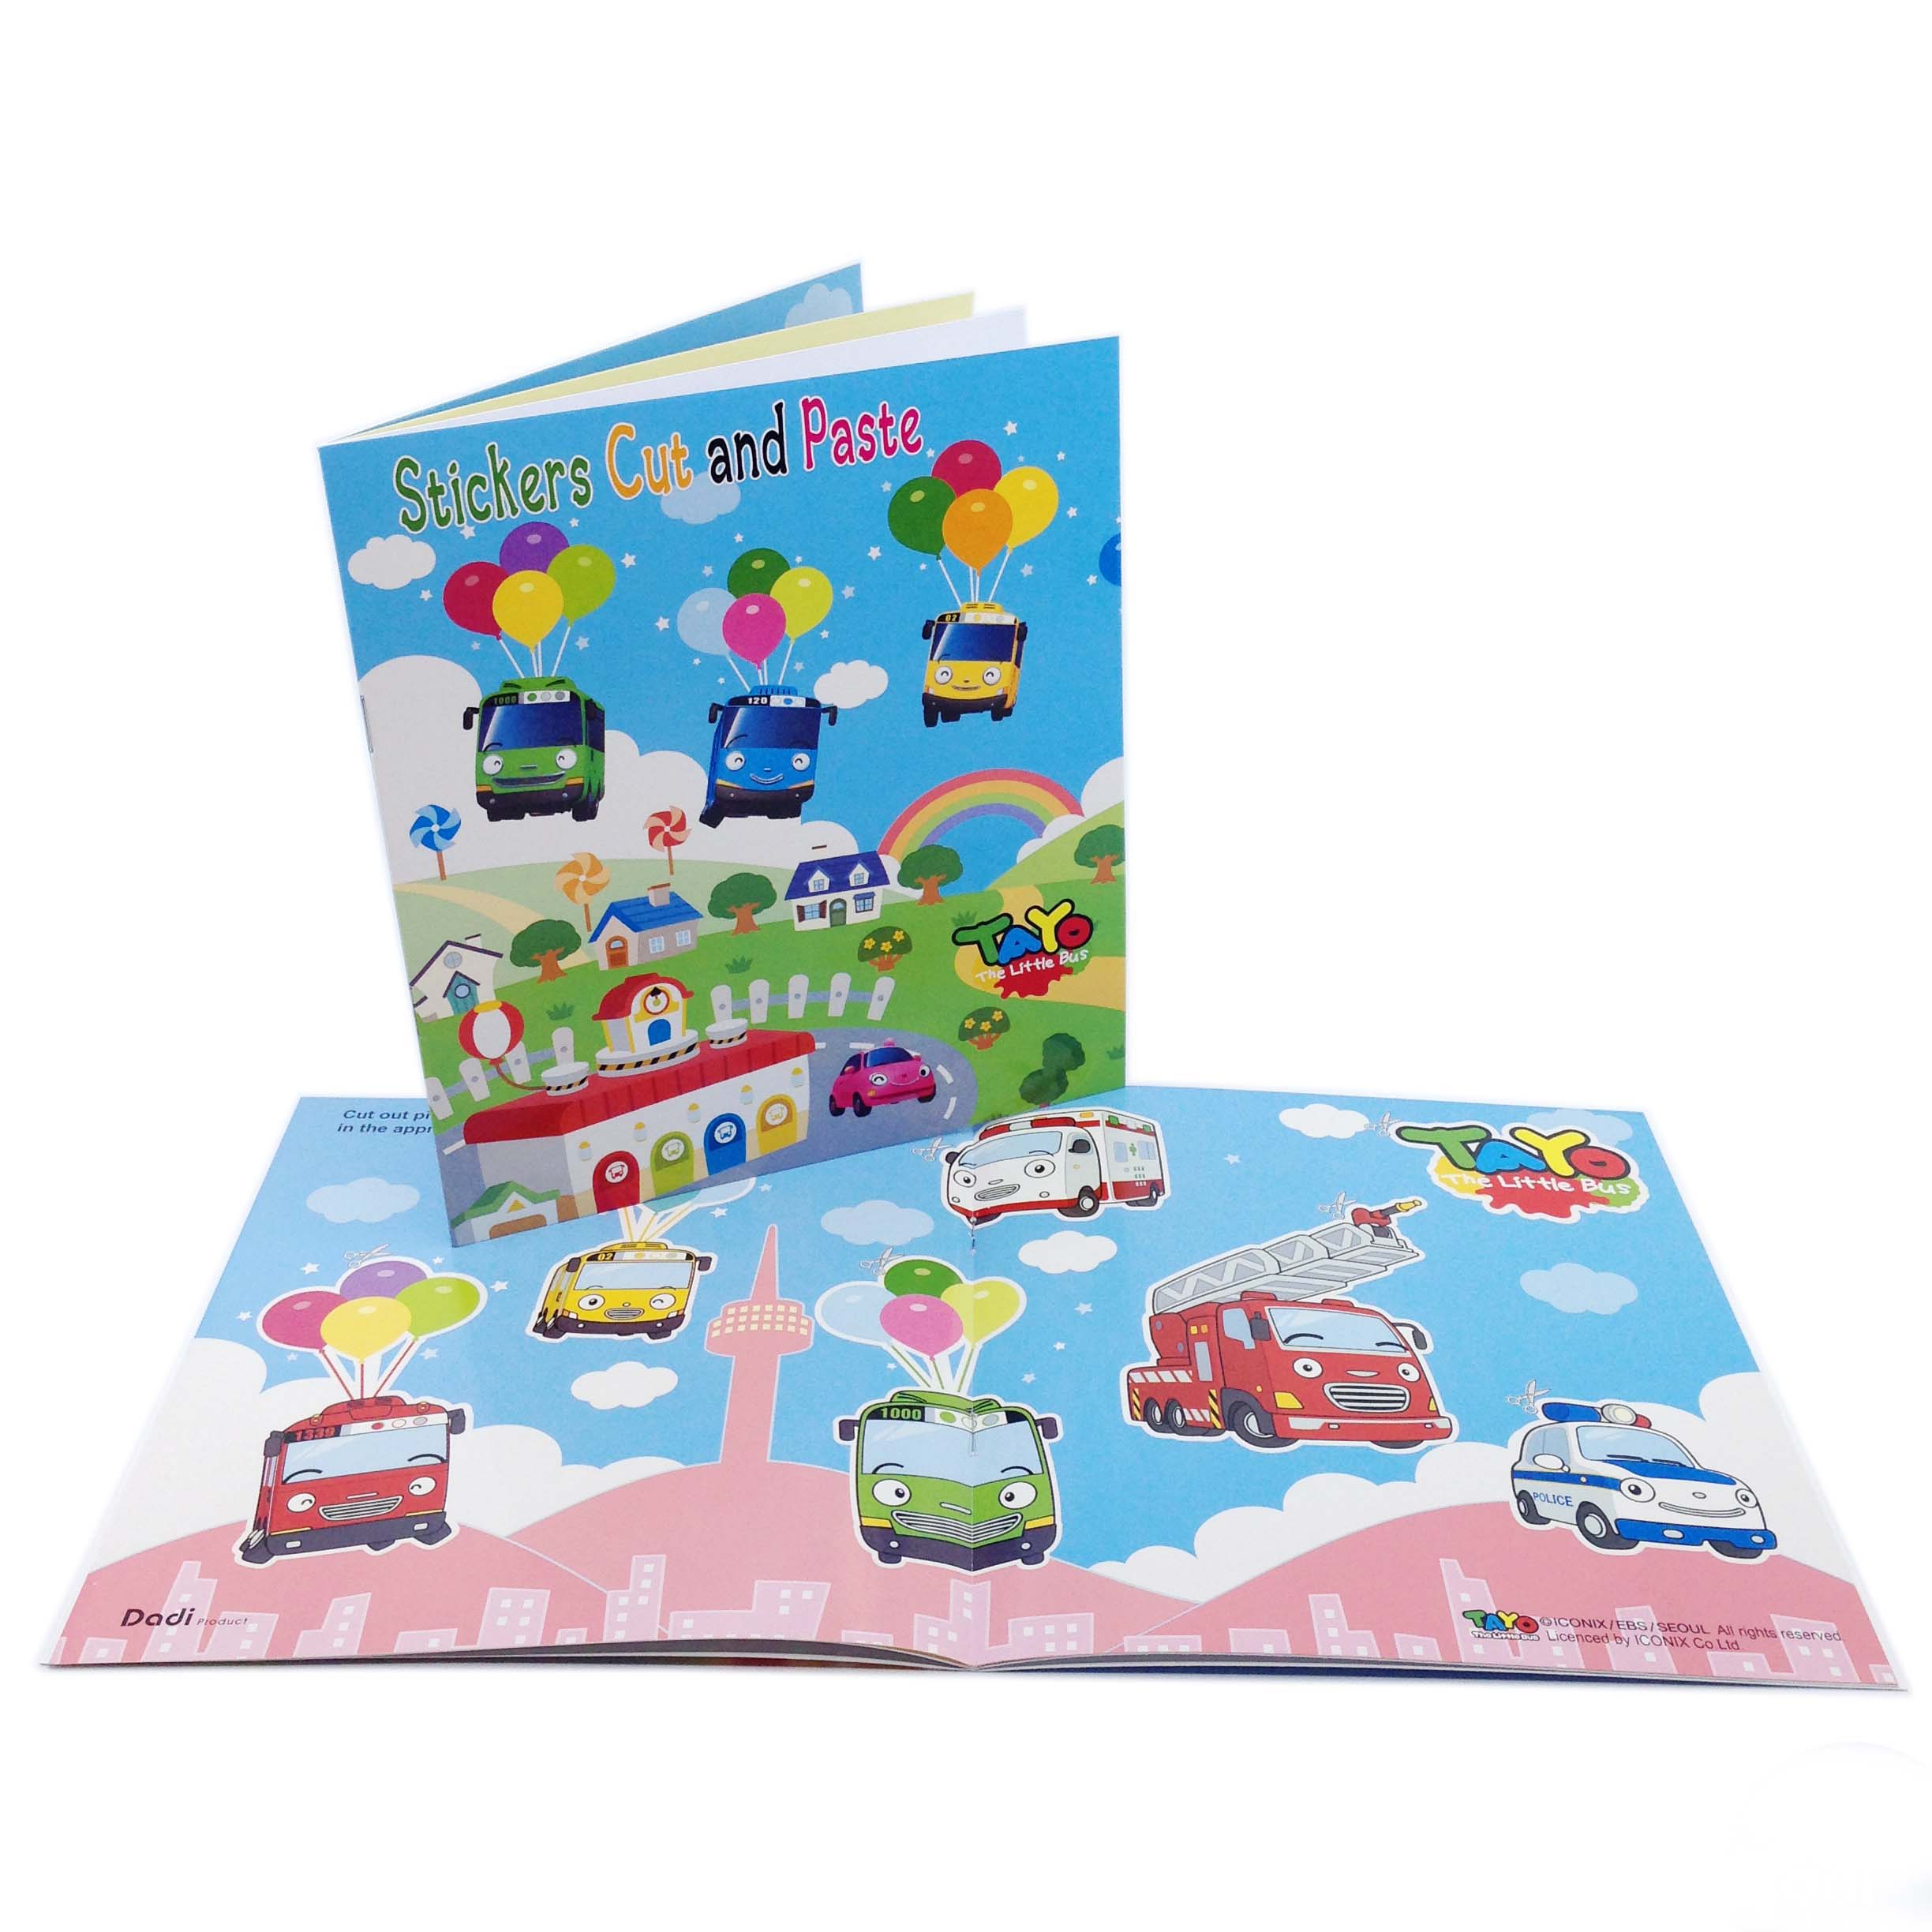 Stickers Cut and Paste
1000
120
02
TAYO
The Little Bus
Cut out
in the
TAYO
The Little Bus
02
1339
1000
POLICE
Dadi Product
TAYO
The Little Bus
©ICONIX/EBS/SEOUL All rights reserved.
Licenced by ICONIX Co.Ltd.